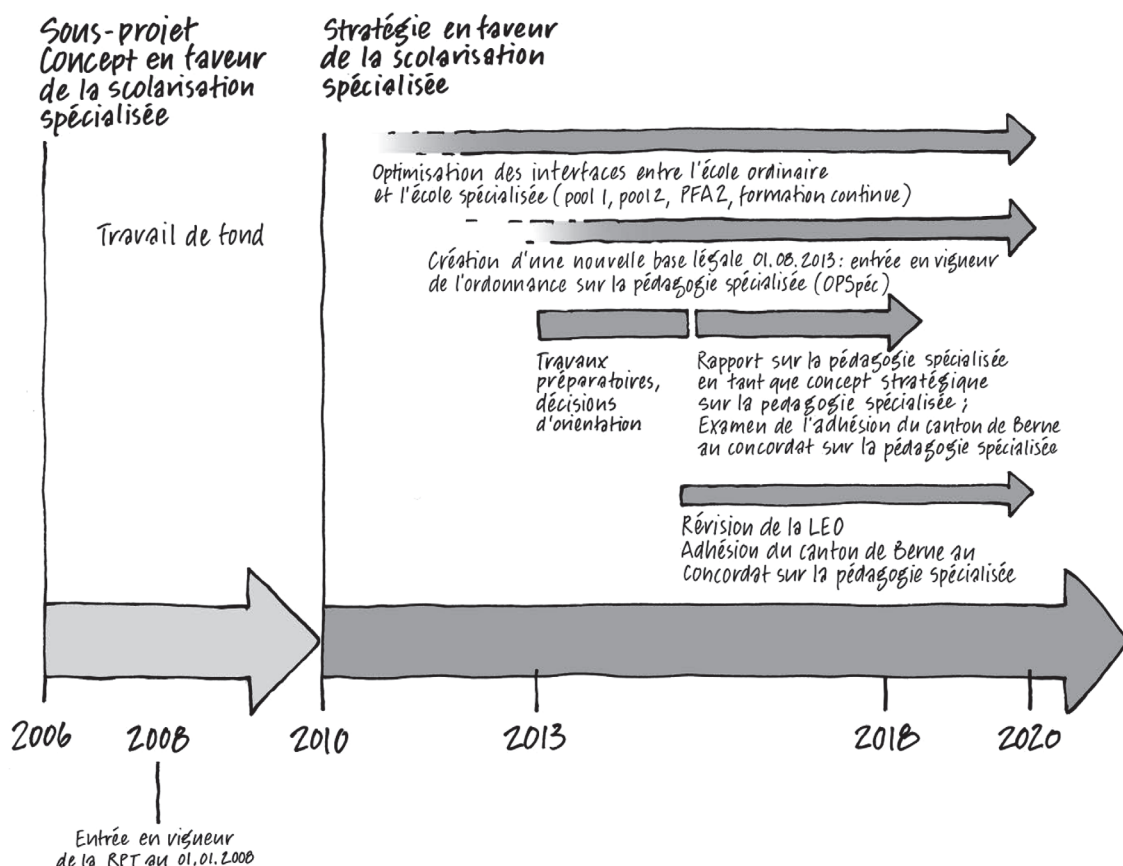 Sous-projet
Concept en faveur
de la scolarisation
spécialisée
Stratégie en faveur
de la scolarisation
spécialisée
Travail de fond
Optimisation des interfaces entre l'école ordinaire
et l'école spécialisée (pool 1, pool 2, PFA2, formation continue)
Création d'une nouvelle base légale 01.08.2013 : entrée en vigueur
de l'ordonnance sur la pédagogie spécialisée (OPSpéc)
Travaux
préparatoires,
décisions
d'orientation
Rapport sur la pédagogie spécialisée
en tant que concept stratégique
sur la pedagogie spécialisée ;
Examen de l'adhésion du canton de Berne
au concordat sur la pédagogie spécialisée
Révision de la LEO
Adhésion du canton de Berne au
concordat sur la pédagogie spécialisée
2006 2008 2010 2013 2018 2020
Entrée en vigueur
de la RPT au 01.01.2008